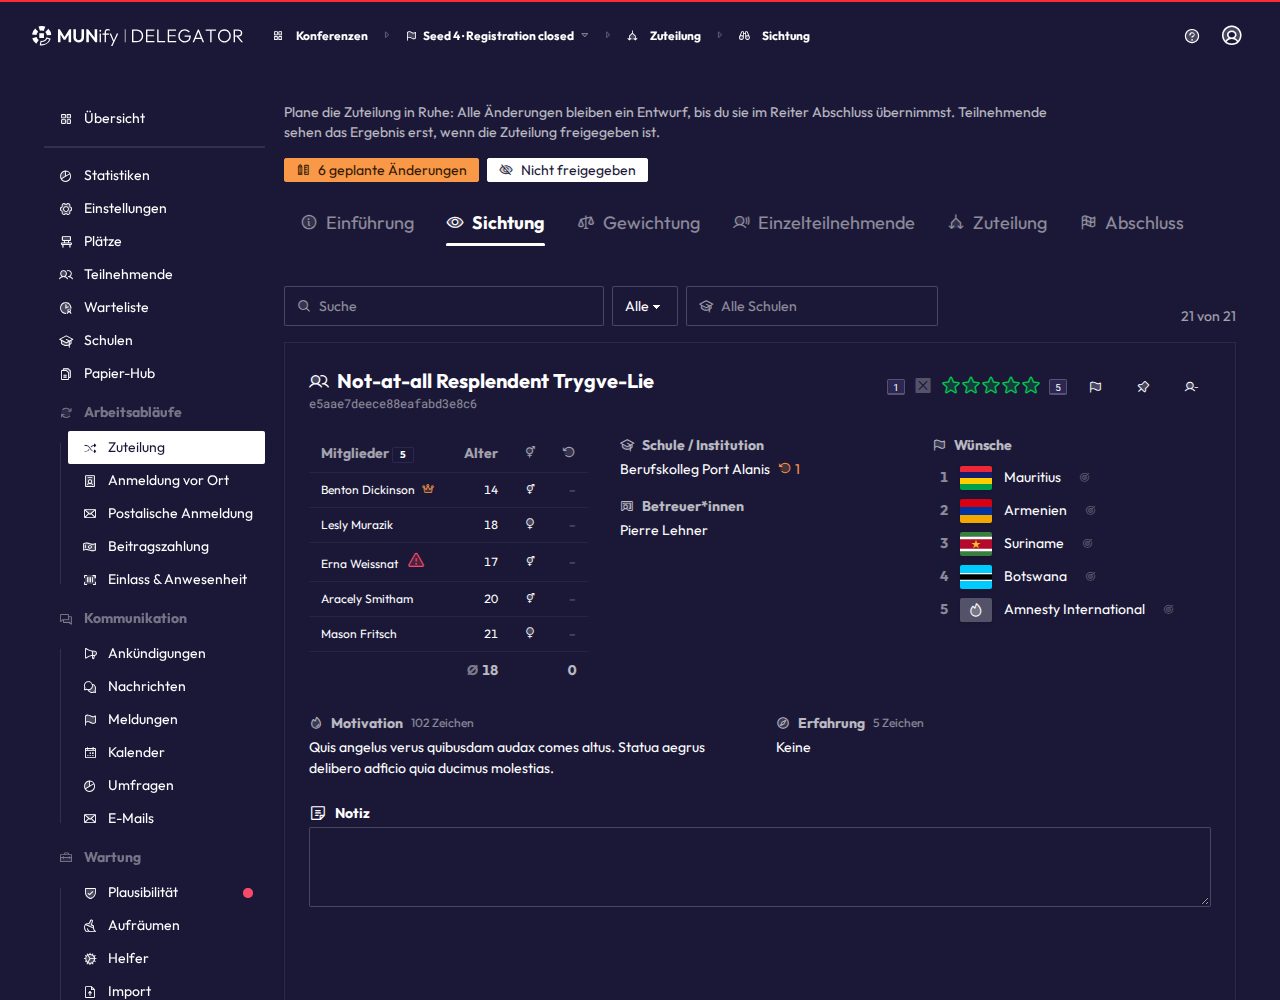 MUNify | DELEGATOR
Konferenzen
Seed 4 · Registration closed
Zuteilung
Sichtung
Übersicht
Statistiken
Einstellungen
Plätze
Teilnehmende
Warteliste
Schulen
Papier-Hub
Arbeitsabläufe
Zuteilung
Anmeldung vor Ort
Postalische Anmeldung
Beitragszahlung
Einlass & Anwesenheit
Kommunikation
Ankündigungen
Nachrichten
Meldungen
Kalender
Umfragen
E-Mails
Wartung
Plausibilität
Aufräumen
Helfer
Import
Plane die Zuteilung in Ruhe: Alle Änderungen bleiben ein Entwurf, bis du sie im Reiter Abschluss übernimmst. Teilnehmende
sehen das Ergebnis erst, wenn die Zuteilung freigegeben ist.
6 geplante Änderungen
Nicht freigegeben
Einführung
Sichtung
Gewichtung
Einzelteilnehmende
Zuteilung
Abschluss
Suche
Alle
Alle Schulen
21 von 21
Not-at-all Resplendent Trygve-Lie
e5aae7deece88eafabd3e8c6
1
5
Mitglieder 5 Alter
Benton Dickinson 14 –
Lesly Murazik 18 –
Erna Weissnat 17 –
Aracely Smitham 20 –
Mason Fritsch 21 –
Ø 18 0
Schule / Institution
Berufskolleg Port Alanis 1
Betreuer*innen
Pierre Lehner
Wünsche
1 Mauritius
2 Armenien
3 Suriname
4 Botswana
5 Amnesty International
Motivation 102 Zeichen
Quis angelus verus quibusdam audax comes altus. Statua aegrus
delibero adficio quia ducimus molestias.
Erfahrung 5 Zeichen
Keine
Notiz